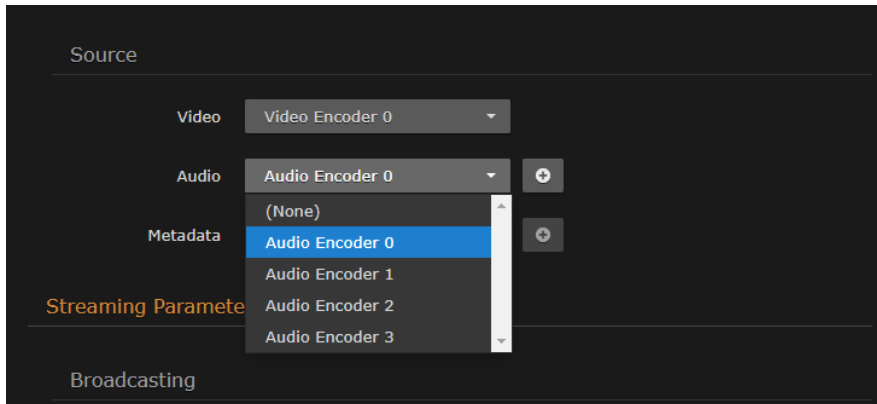 Source
Video Video Encoder 0
Audio Audio Encoder 0
(None)
Metadata Audio Encoder 0
Audio Encoder 1
Streaming Paramete Audio Encoder 2
Audio Encoder 3
Broadcasting